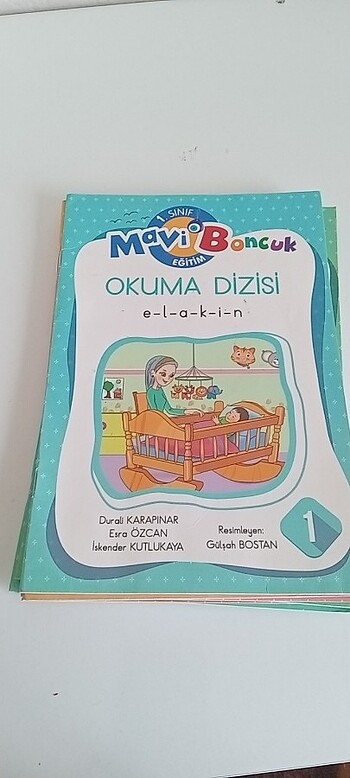 1. SINIF
Mavi Boncuk
EĞİTİM
OKUMA DİZİSİ
e-l-a-k-i-n
Durali KARAPINAR
Esra ÖZCAN
İskender KUTLUKAYA
Resimleyen:
Gülşah BOSTAN
1